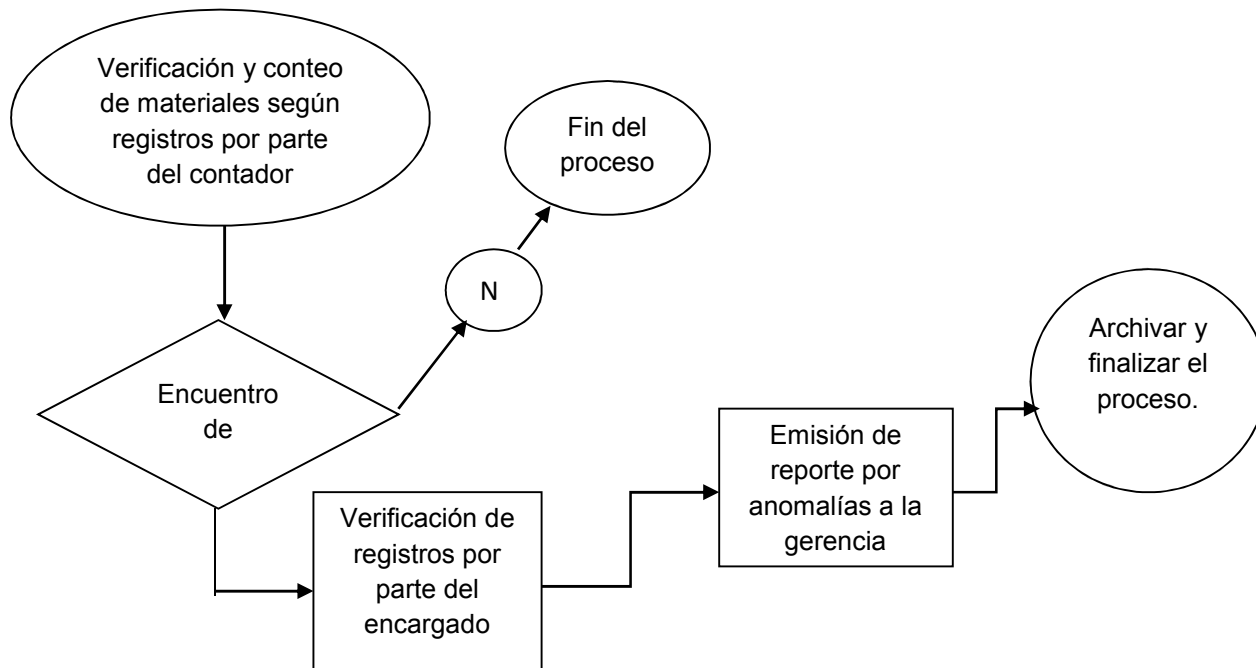 Verificación y conteo
de materiales según
registros por parte
del contador
Fin del
proceso
N
Encuentro
de
Archivar y
finalizar el
proceso.
Emisión de
reporte por
anomalías a la
gerencia
Verificación de
registros por
parte del
encargado